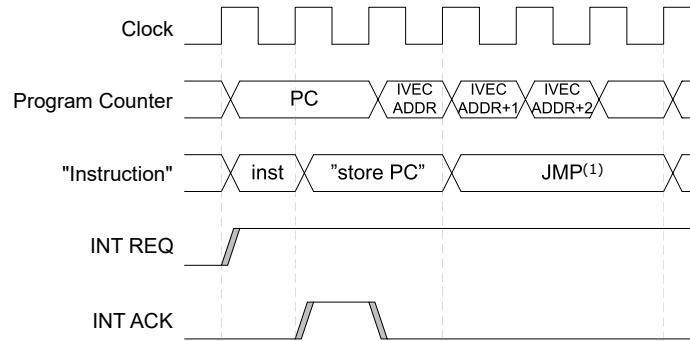 Clock
Program Counter
PC
IVEC
ADDR
IVEC
ADDR+1
IVEC
ADDR+2
"Instruction"
inst
”store PC”
JMP(1)
INT REQ
INT ACK